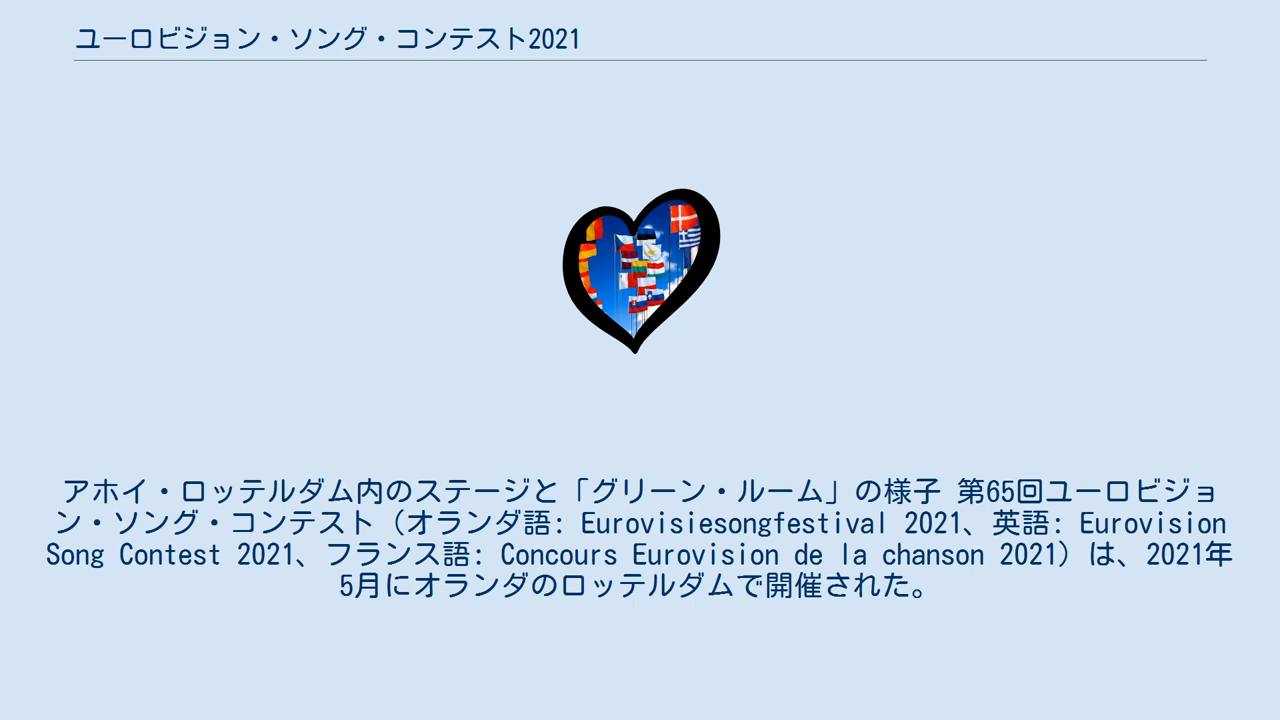 ユーロビジョン・ソング・コンテスト2021
アホイ・ロッテルダム内のステージと「グリーン・ルーム」の様子 第65回ユーロビジョ
ン・ソング・コンテスト（オランダ語: Eurovisiesongfestival 2021、英語: Eurovision
Song Contest 2021、フランス語: Concours Eurovision de la chanson 2021）は、2021年
5月にオランダのロッテルダムで開催された。